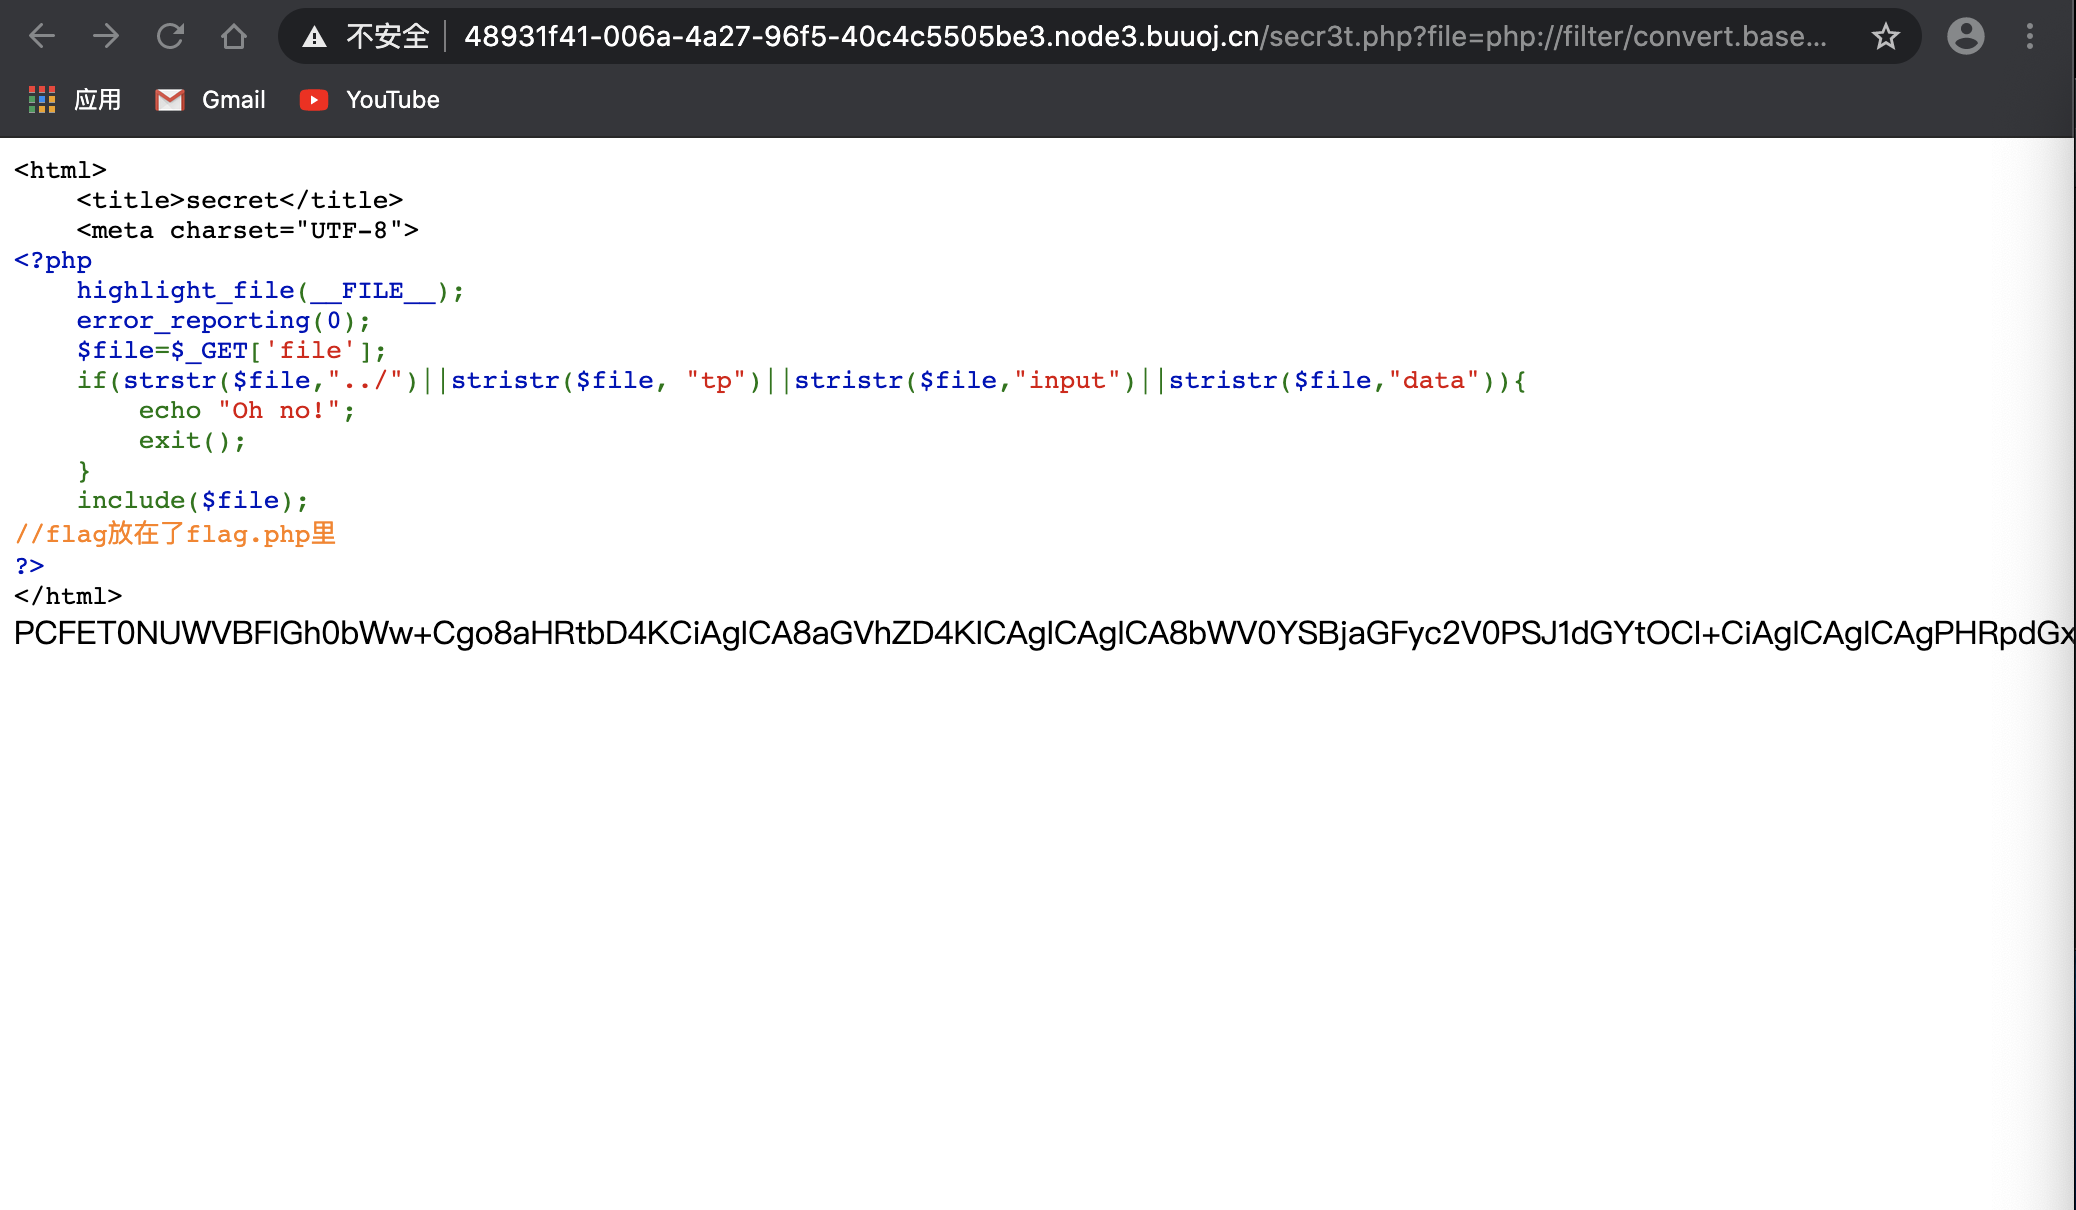 不安全 48931f41-006a-4a27-96f5-40c4c5505be3.node3.buuoj.cn/secr3t.php?file=php://filter/convert.base...
应用 Gmail YouTube
<html>
    <title>secret</title>
    <meta charset="UTF-8">
<?php
    highlight_file(__FILE__);
    error_reporting(0);
    $file=$_GET['file'];
    if(strstr($file,"../")||stristr($file, "tp")||stristr($file,"input")||stristr($file,"data")){
        echo "Oh no!";
        exit();
    }
    include($file);
//flag放在了flag.php里
?>
</html>
PCFET0NUWVBFIGh0bWw+Cgo8aHRtbD4KCiAgICA8aGVhZD4KICAgICAgICA8bWV0YSBjaGFyc2V0PSJ1dGYtOCI+CiAgICAgICAgPHRpdGx